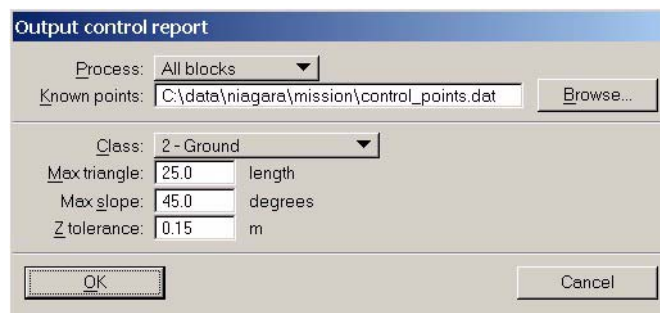 Output control report
Process: All blocks
Known points: C:\data\niagara\mission\control_points.dat Browse...
Class: 2 - Ground
Max triangle: 25.0 length
Max slope: 45.0 degrees
Z tolerance: 0.15 m
OK Cancel